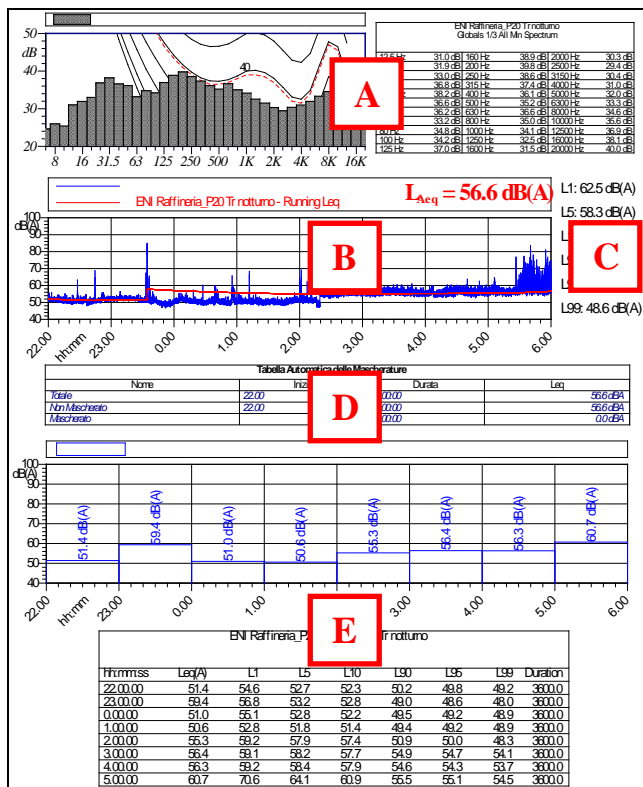 50
dB
40
30
20
40
8 16 31.5 63 125 250 500 1K 2K 4K 8K 16K
A
ENI Raffineria_P20 Tr notturno
Globals 1/3 All Min Spectrum
12.5 Hz 31.0 dB 160 Hz 38.9 dB 2000 Hz 30.3 dB
31.9 dB 200 Hz 39.8 dB 2500 Hz 29.4 dB
33.0 dB 250 Hz 38.6 dB 3150 Hz 30.4 dB
36.8 dB 315 Hz 37.4 dB 4000 Hz 31.0 dB
38.2 dB 400 Hz 36.1 dB 5000 Hz 32.0 dB
36.6 dB 500 Hz 35.2 dB 6300 Hz 33.3 dB
36.2 dB 630 Hz 36.6 dB 8000 Hz 34.6 dB
33.2 dB 800 Hz 35.0 dB 10000 Hz 35.6 dB
80 Hz 34.8 dB 1000 Hz 34.1 dB 12500 Hz 36.9 dB
100 Hz 34.2 dB 1250 Hz 32.5 dB 16000 Hz 38.1 dB
125 Hz 37.0 dB 1600 Hz 31.5 dB 20000 Hz 40.0 dB
ENI Raffineria_P20 Tr notturno - Running Leq
LAeq = 56.6 dB(A)
L1: 62.5 dB(A)
L5: 58.3 dB(A)
L99: 48.6 dB(A)
C
100
dB(A)
90
80
70
60
50
40
B
22.00 hh:mm 23.00 0.00 1.00 2.00 3.00 4.00 5.00 6.00
Tabella Automatica delle Mascherature
Nome Durata Leq
Totale 22.00 56.6 dBA
Non Mascherato 22.00 56.6 dBA
Mascherato 0.0 dBA
D
100
dB(A)
90
80
70
60
50
40
51.4 dB(A) 59.4 dB(A) 51.0 dB(A) 50.6 dB(A) 55.3 dB(A) 56.4 dB(A) 56.3 dB(A) 60.7 dB(A)
22.00 hh:mm 23.00 0.00 1.00 3.00 4.00 5.00 6.00
E
ENI Raffineria_P2 Tr notturno
hh:mm:ss Leq(A) L1 L5 L10 L90 L95 L99 Duration
22.00.00 51.4 54.6 52.7 52.3 50.2 49.8 49.2 3600.0
23.00.00 59.4 56.8 53.2 52.8 49.0 48.6 48.0 3600.0
0.00.00 51.0 55.1 52.8 52.2 49.5 49.2 48.9 3600.0
1.00.00 50.6 52.8 51.8 51.4 49.4 49.2 48.9 3600.0
2.00.00 55.3 59.2 57.9 57.4 50.9 50.0 48.3 3600.0
3.00.00 56.4 59.1 58.2 57.7 54.9 54.7 54.1 3600.0
4.00.00 56.3 59.2 58.4 57.9 54.6 54.3 53.7 3600.0
5.00.00 60.7 70.6 64.1 60.9 55.5 55.1 54.5 3600.0